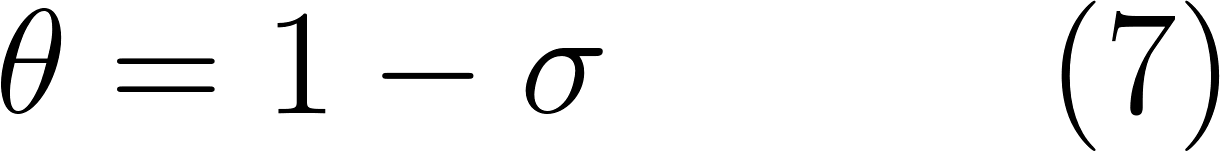 θ = 1 − σ (7)